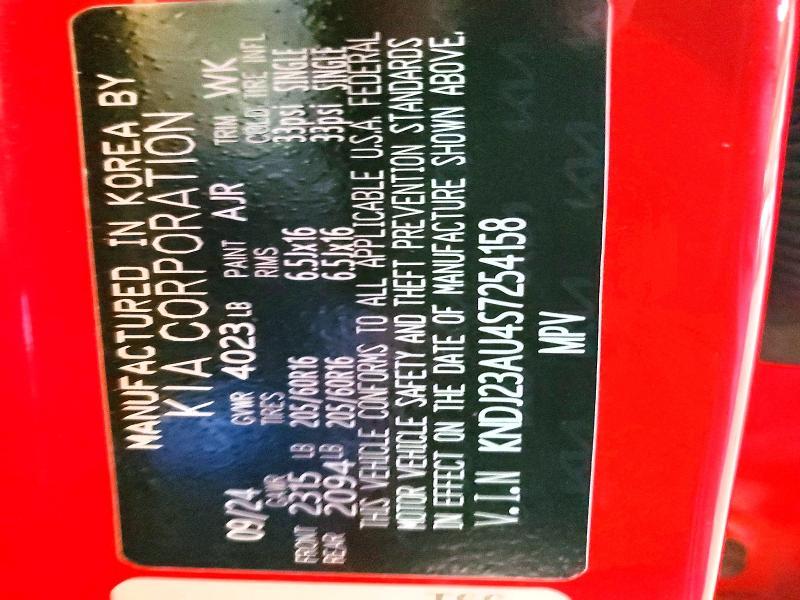 MANUFACTURED IN KOREA BY
KIA CORPORATION
09/24 GVWR 4023 LB PAINT AJR TRIM WK
GAWR TIRES RIMS COLD TIRE INFL
FRONT 2315 LB 205/60R16 6.5Jx16 33psi SINGLE
REAR 2094 LB 205/60R16 6.5Jx16 33psi SINGLE
THIS VEHICLE CONFORMS TO ALL APPLICABLE U.S.A. FEDERAL
MOTOR VEHICLE SAFETY AND THEFT PREVENTION STANDARDS
IN EFFECT ON THE DATE OF MANUFACTURE SHOWN ABOVE.
V.I.N KNDJ23AU4S7254158
MPV